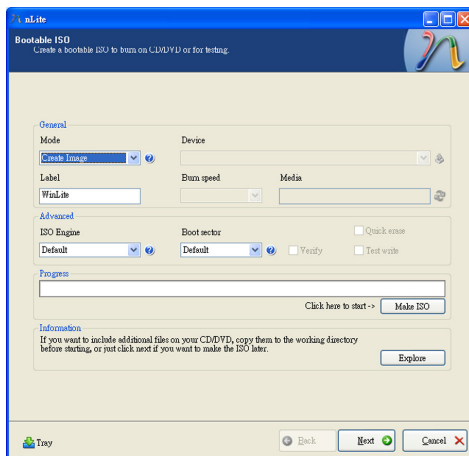 nLite
Bootable ISO
Create a bootable ISO to burn on CD/DVD or for testing.
General
Mode Device
Create Image
Label Burn speed Media
WinLite
Advanced
ISO Engine Boot sector Quick erase
Default Default Verify Test write
Progress
Click here to start -> Make ISO
Information
If you want to include additional files on your CD/DVD, copy them to the working directory
before starting, or just click next if you want to make the ISO later.
Explore
Tray Back Next Cancel